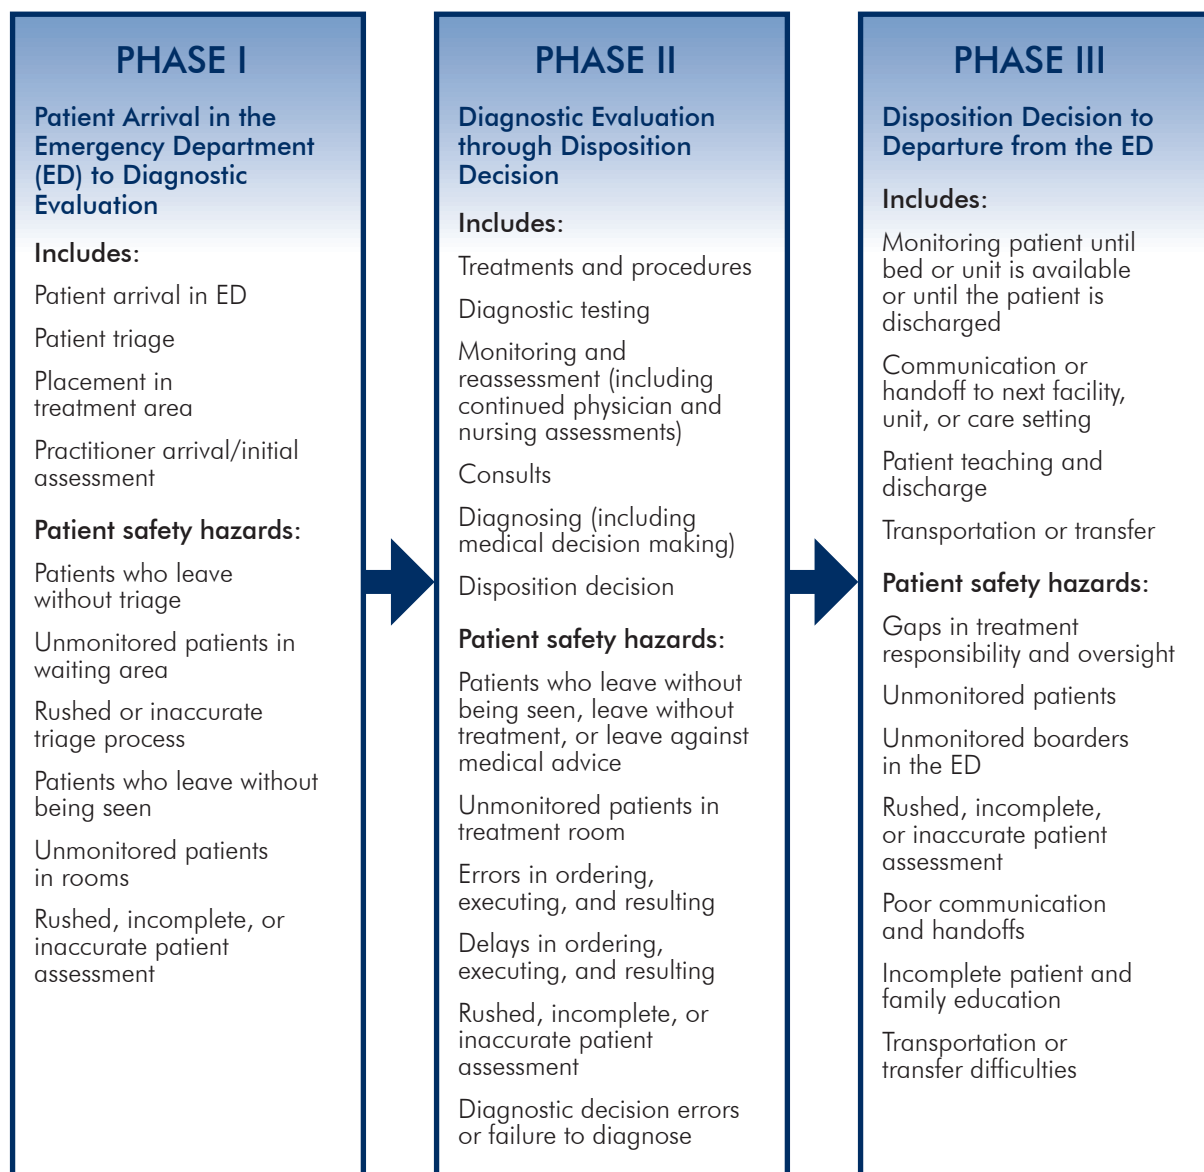 PHASE I
Patient Arrival in the
Emergency Department
(ED) to Diagnostic
Evaluation
Includes:
Patient arrival in ED
Patient triage
Placement in
treatment area
Practitioner arrival/initial
assessment
Patient safety hazards:
Patients who leave
without triage
Unmonitored patients in
waiting area
Rushed or inaccurate
triage process
Patients who leave without
being seen
Unmonitored patients
in rooms
Rushed, incomplete, or
inaccurate patient
assessment
PHASE II
Diagnostic Evaluation
through Disposition
Decision
Includes:
Treatments and procedures
Diagnostic testing
Monitoring and
reassessment (including
continued physician and
nursing assessments)
Consults
Diagnosing (including
medical decision making)
Disposition decision
Patient safety hazards:
Patients who leave without
being seen, leave without
treatment, or leave against
medical advice
Unmonitored patients in
treatment room
Errors in ordering,
executing, and resulting
Delays in ordering,
executing, and resulting
Rushed, incomplete, or
inaccurate patient
assessment
Diagnostic decision errors
or failure to diagnose
PHASE III
Disposition Decision to
Departure from the ED
Includes:
Monitoring patient until
bed or unit is available
or until the patient is
discharged
Communication or
handoff to next facility,
unit, or care setting
Patient teaching and
discharge
Transportation or transfer
Patient safety hazards:
Gaps in treatment
responsibility and oversight
Unmonitored patients
Unmonitored boarders
in the ED
Rushed, incomplete,
or inaccurate patient
assessment
Poor communication
and handoffs
Incomplete patient and
family education
Transportation or
transfer difficulties